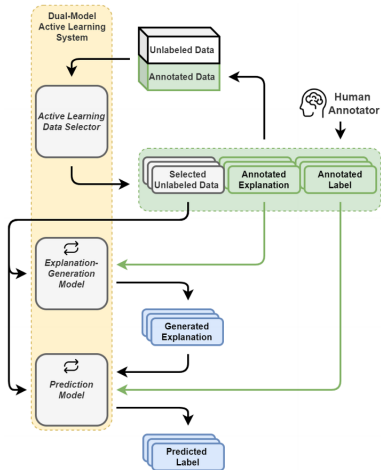 Dual-Model
Active Learning
System
Unlabeled Data
Annotated Data
Active Learning
Data Selector
Human
Annotator
Selected
Unlabeled Data
Annotated
Explanation
Annotated
Label
Explanation-
Generation
Model
Generated
Explanation
Prediction
Model
Predicted
Label